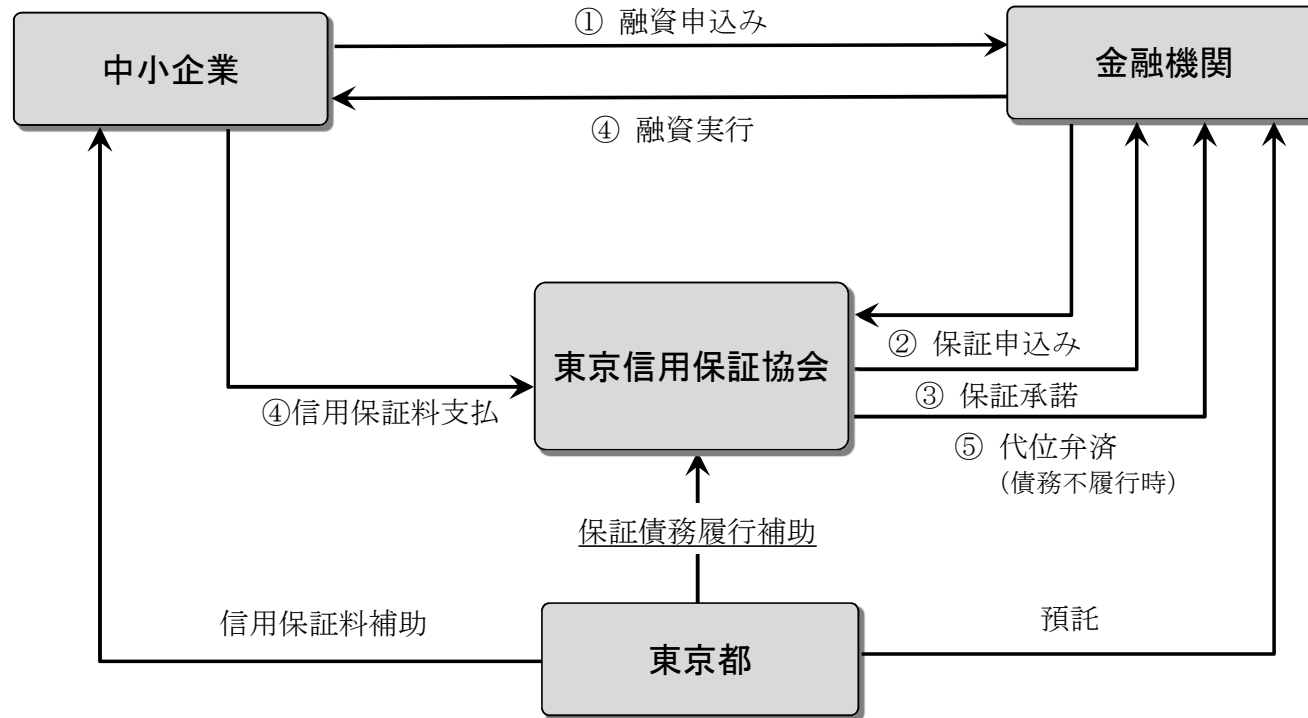 ① 融資申込み
中小企業
金融機関
④ 融資実行
東京信用保証協会
② 保証申込み
③ 保証承諾
④信用保証料支払
⑤ 代位弁済
（債務不履行時）
保証債務履行補助
信用保証料補助
預託
東京都